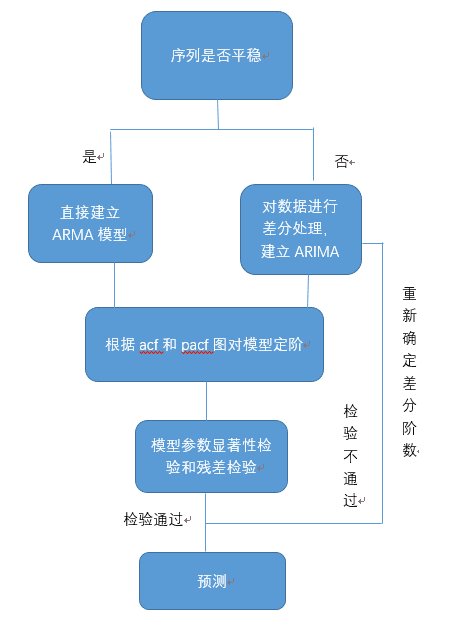 序列是否平稳
是
否
直接建立
ARMA 模型
对数据进行
差分处理，
建立 ARIMA
根据 acf 和 pacf 图对模型定阶
重新确定差分阶数
检验不通过
模型参数显著性检
验和残差检验
检验通过
预测